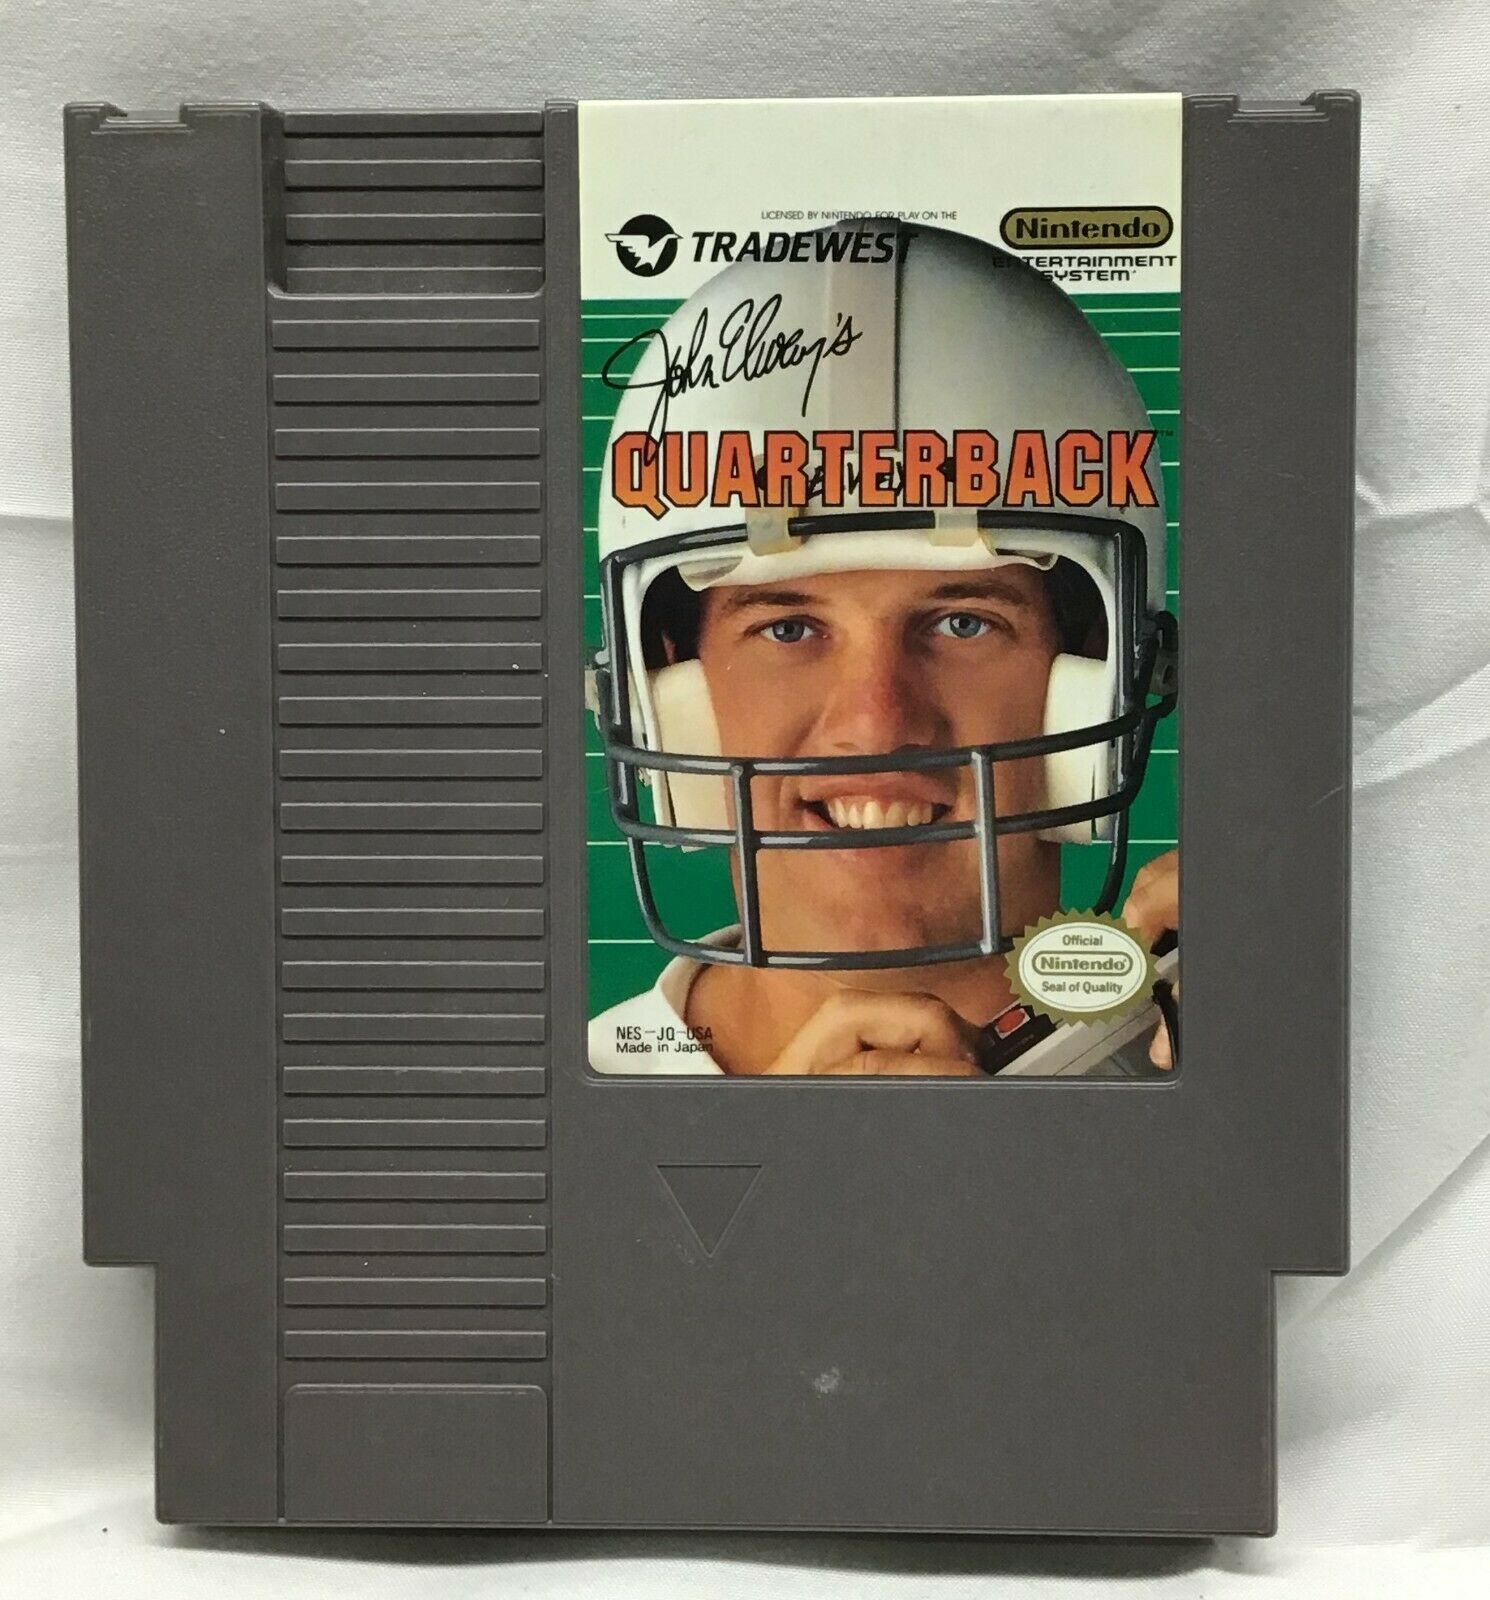 LICENSED BY NINTENDO FOR PLAY ON THE
TRADEWEST
Nintendo
ENTERTAINMENT
SYSTEM
John Elway's
QUARTERBACK™
Official
Nintendo
Seal of Quality
NES-JQ-USA
Made in Japan